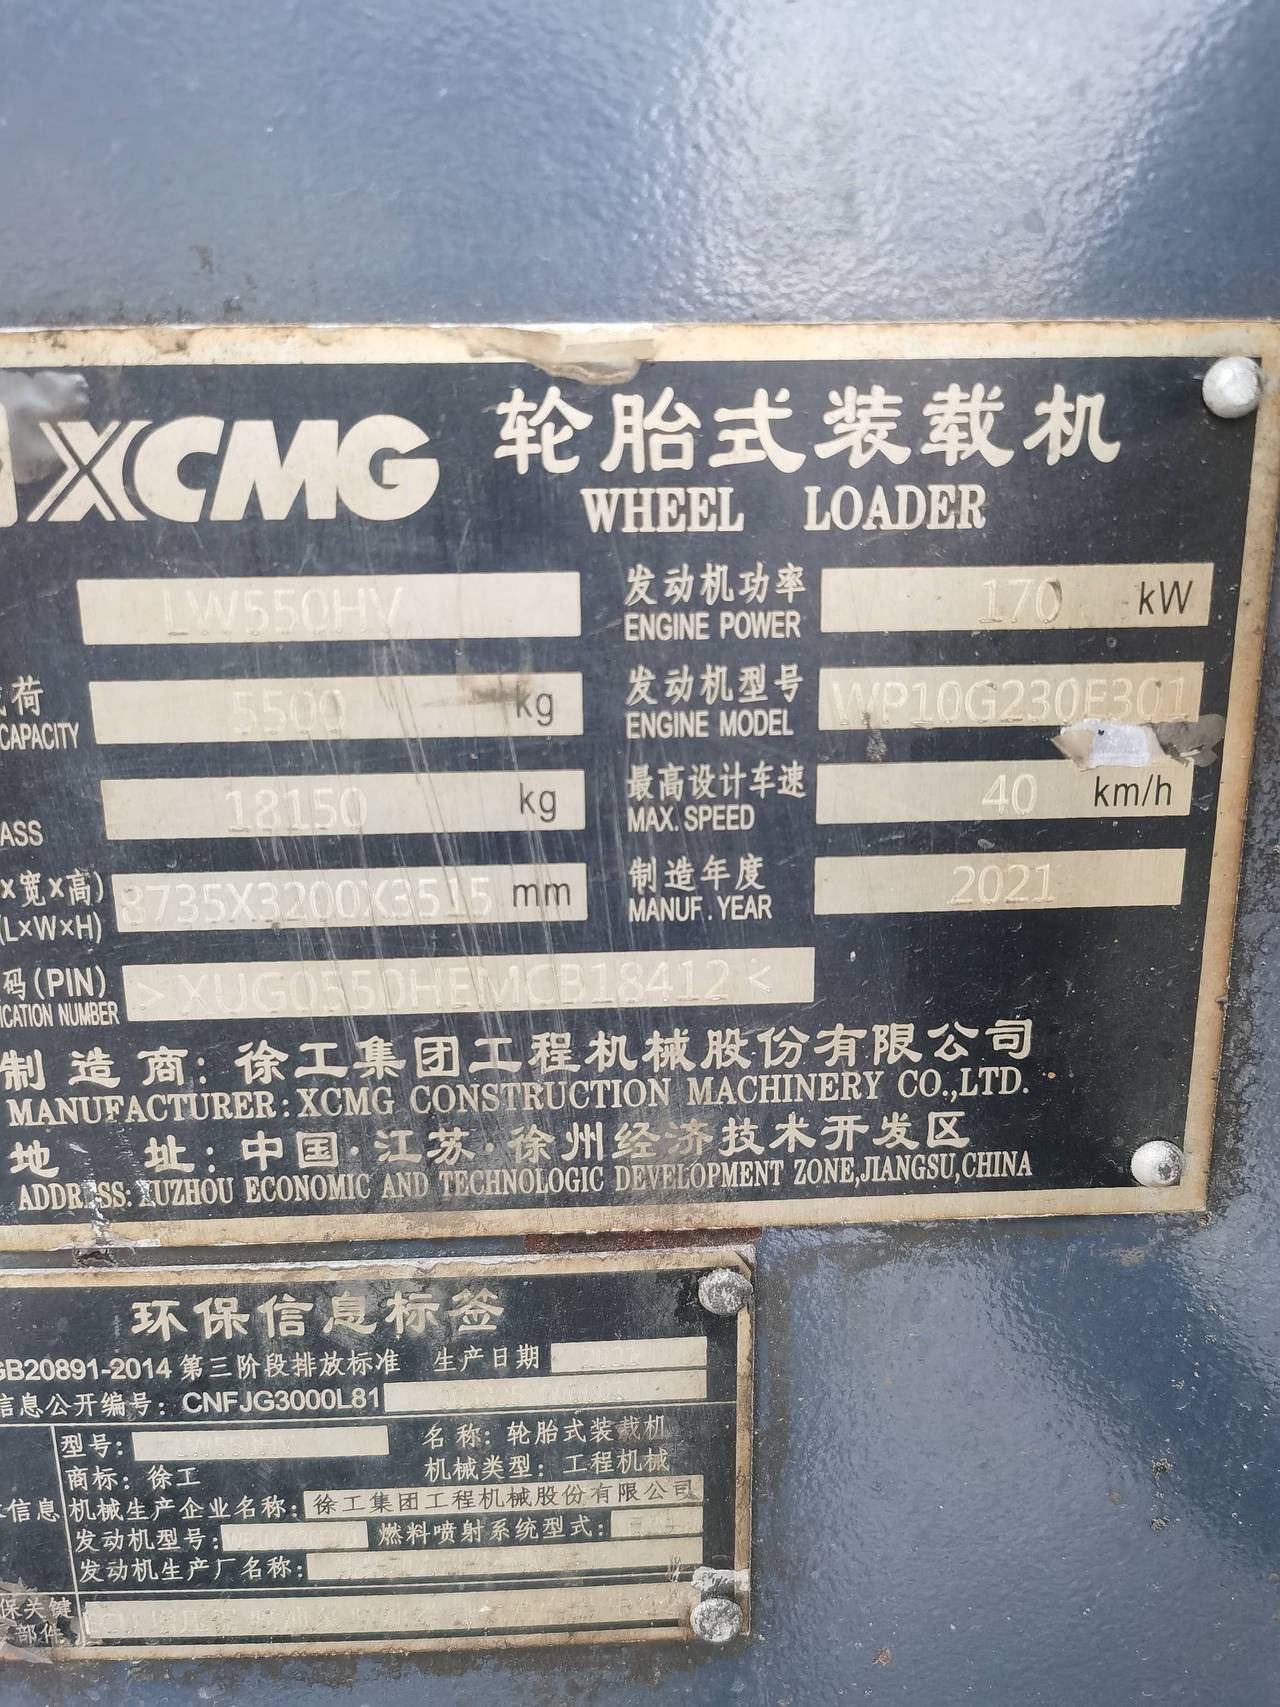 XCMG 轮胎式装载机
WHEEL LOADER
LW550HV
发动机功率 170 kW
ENGINE POWER
荷 5500 kg
CAPACITY
发动机型号 WP10G230E301
ENGINE MODEL
18150 kg
ASS
最高设计车速 40 km/h
MAX. SPEED
×宽×高) 8735X3200X3515 mm
(L×W×H)
制造年度 2021
MANUF. YEAR
码(PIN) >XUG0550HEMCB18412<
ICATION NUMBER
制造商:徐工集团工程机械股份有限公司
MANUFACTURER: XCMG CONSTRUCTION MACHINERY CO.,LTD.
地址:中国·江苏·徐州经济技术开发区
ADDRESS: XUZHOU ECONOMIC AND TECHNOLOGIC DEVELOPMENT ZONE,JIANGSU,CHINA
环保信息标签
GB20891-2014 第三阶段排放标准 生产日期
信息公开编号: CNFJG3000L81
型号: 名称: 轮胎式装载机
商标: 徐工 机械类型: 工程机械
信息 机械生产企业名称: 徐工集团工程机械股份有限公司
发动机型号: 燃料喷射系统型式:
发动机生产厂名称:
保关键
部件